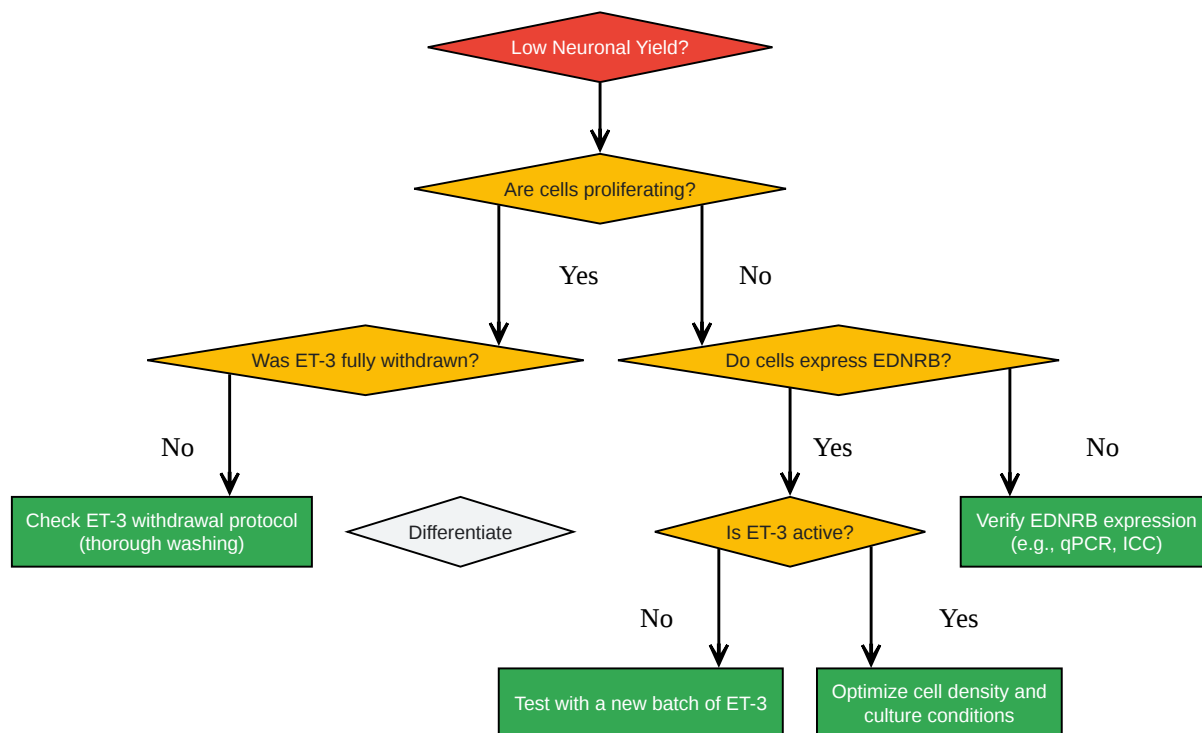 Low Neuronal Yield?
Are cells proliferating?
Yes
No
Was ET-3 fully withdrawn?
Do cells express EDNRB?
No
Yes
No
Check ET-3 withdrawal protocol
(thorough washing)
Differentiate
Is ET-3 active?
Verify EDNRB expression
(e.g., qPCR, ICC)
No
Yes
Test with a new batch of ET-3
Optimize cell density and
culture conditions